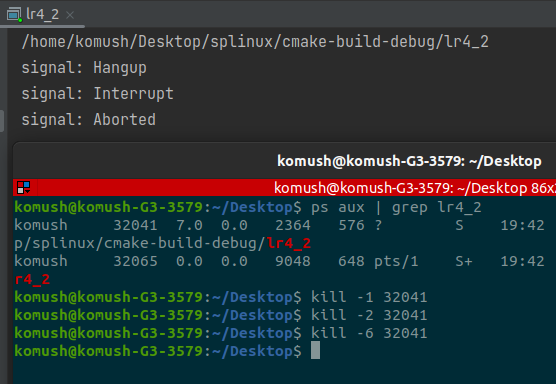 lr4_2
/home/komush/Desktop/splinux/cmake-build-debug/lr4_2
signal: Hangup
signal: Interrupt
signal: Aborted
komush@komush-G3-3579: ~/Desktop
komush@komush-G3-3579: ~/Desktop 86x
komush@komush-G3-3579:~/Desktop$ ps aux | grep lr4_2
komush 32041 7.0 0.0 2364 576 ? S 19:42
p/splinux/cmake-build-debug/lr4_2
komush 32065 0.0 0.0 9048 648 pts/1 S+ 19:42
r4_2
komush@komush-G3-3579:~/Desktop$ kill -1 32041
komush@komush-G3-3579:~/Desktop$ kill -2 32041
komush@komush-G3-3579:~/Desktop$ kill -6 32041
komush@komush-G3-3579:~/Desktop$